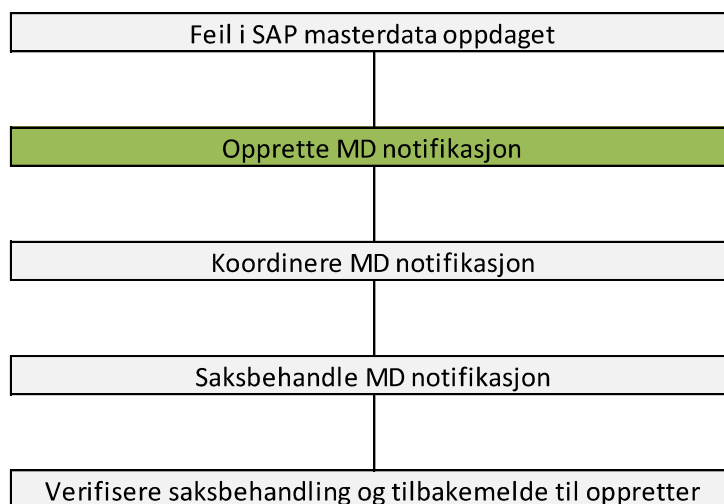 Feil i SAP masterdata oppdaget
Opprette MD notifikasjon
Koordinere MD notifikasjon
Saksbehandle MD notifikasjon
Verifisere saksbehandling og tilbakemelde til oppretter